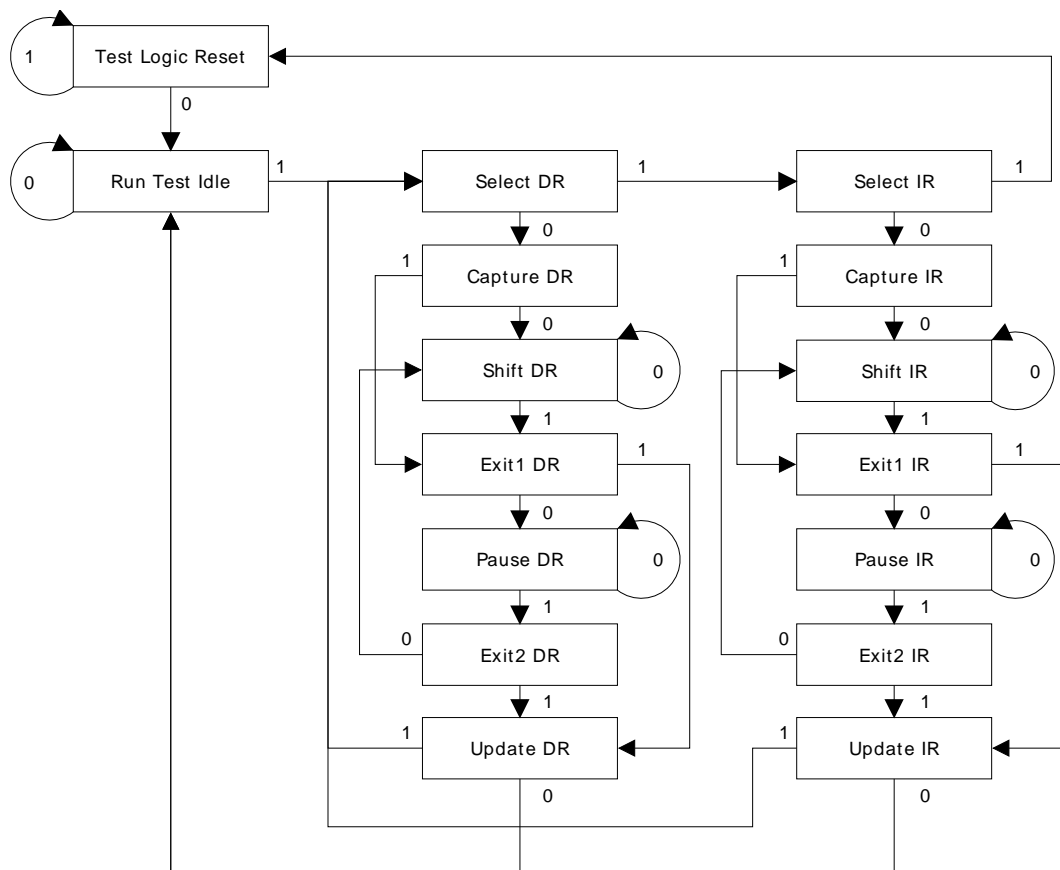 1
Test Logic Reset
0
0
Run Test Idle
1
Select DR
1
Select IR
1
0
0
1
Capture DR
1
Capture IR
0
0
Shift DR
0
Shift IR
0
1
1
Exit1 DR
1
Exit1 IR
1
0
0
Pause DR
0
Pause IR
0
1
1
0
Exit2 DR
0
Exit2 IR
1
1
1
Update DR
1
Update IR
0
0